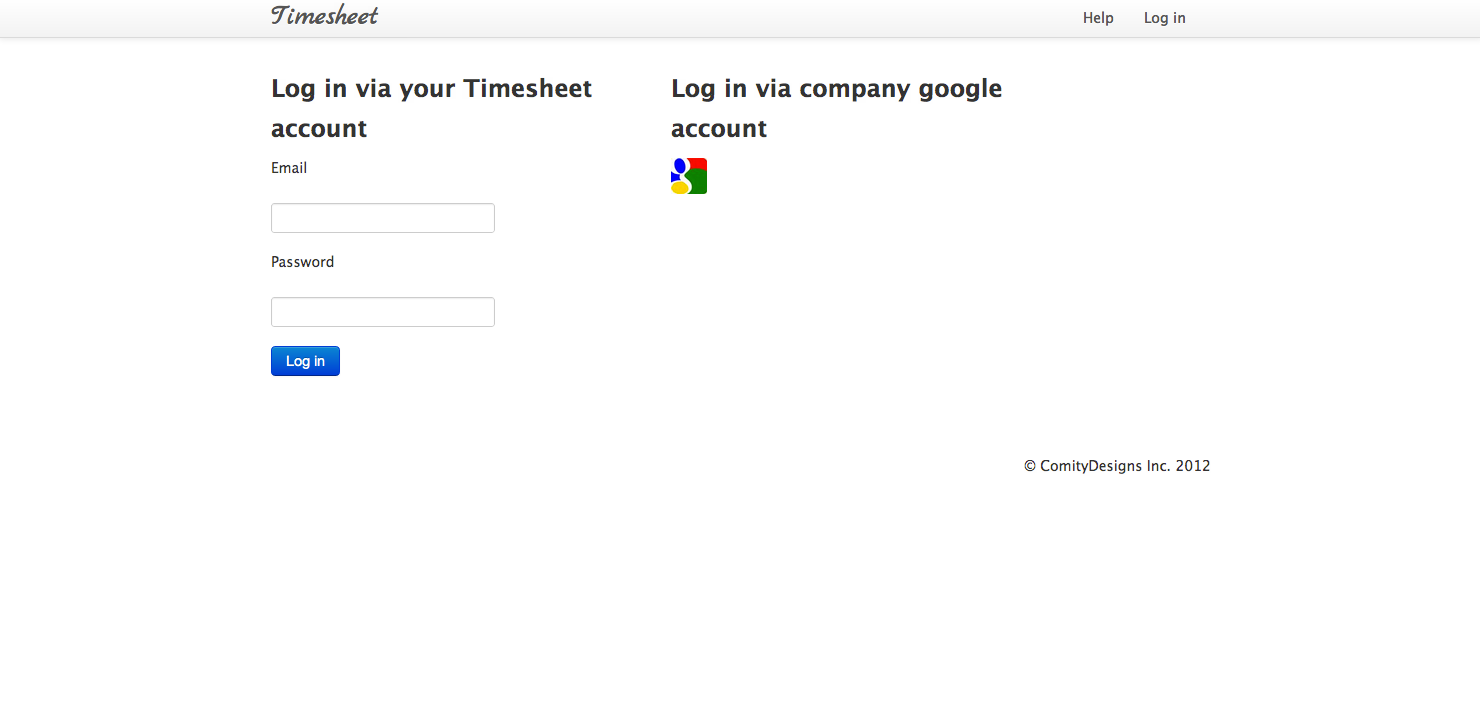 Timesheet
Help
Log in
Log in via your Timesheet
account
Email
Password
Log in
Log in via company google
account
© ComityDesigns Inc. 2012